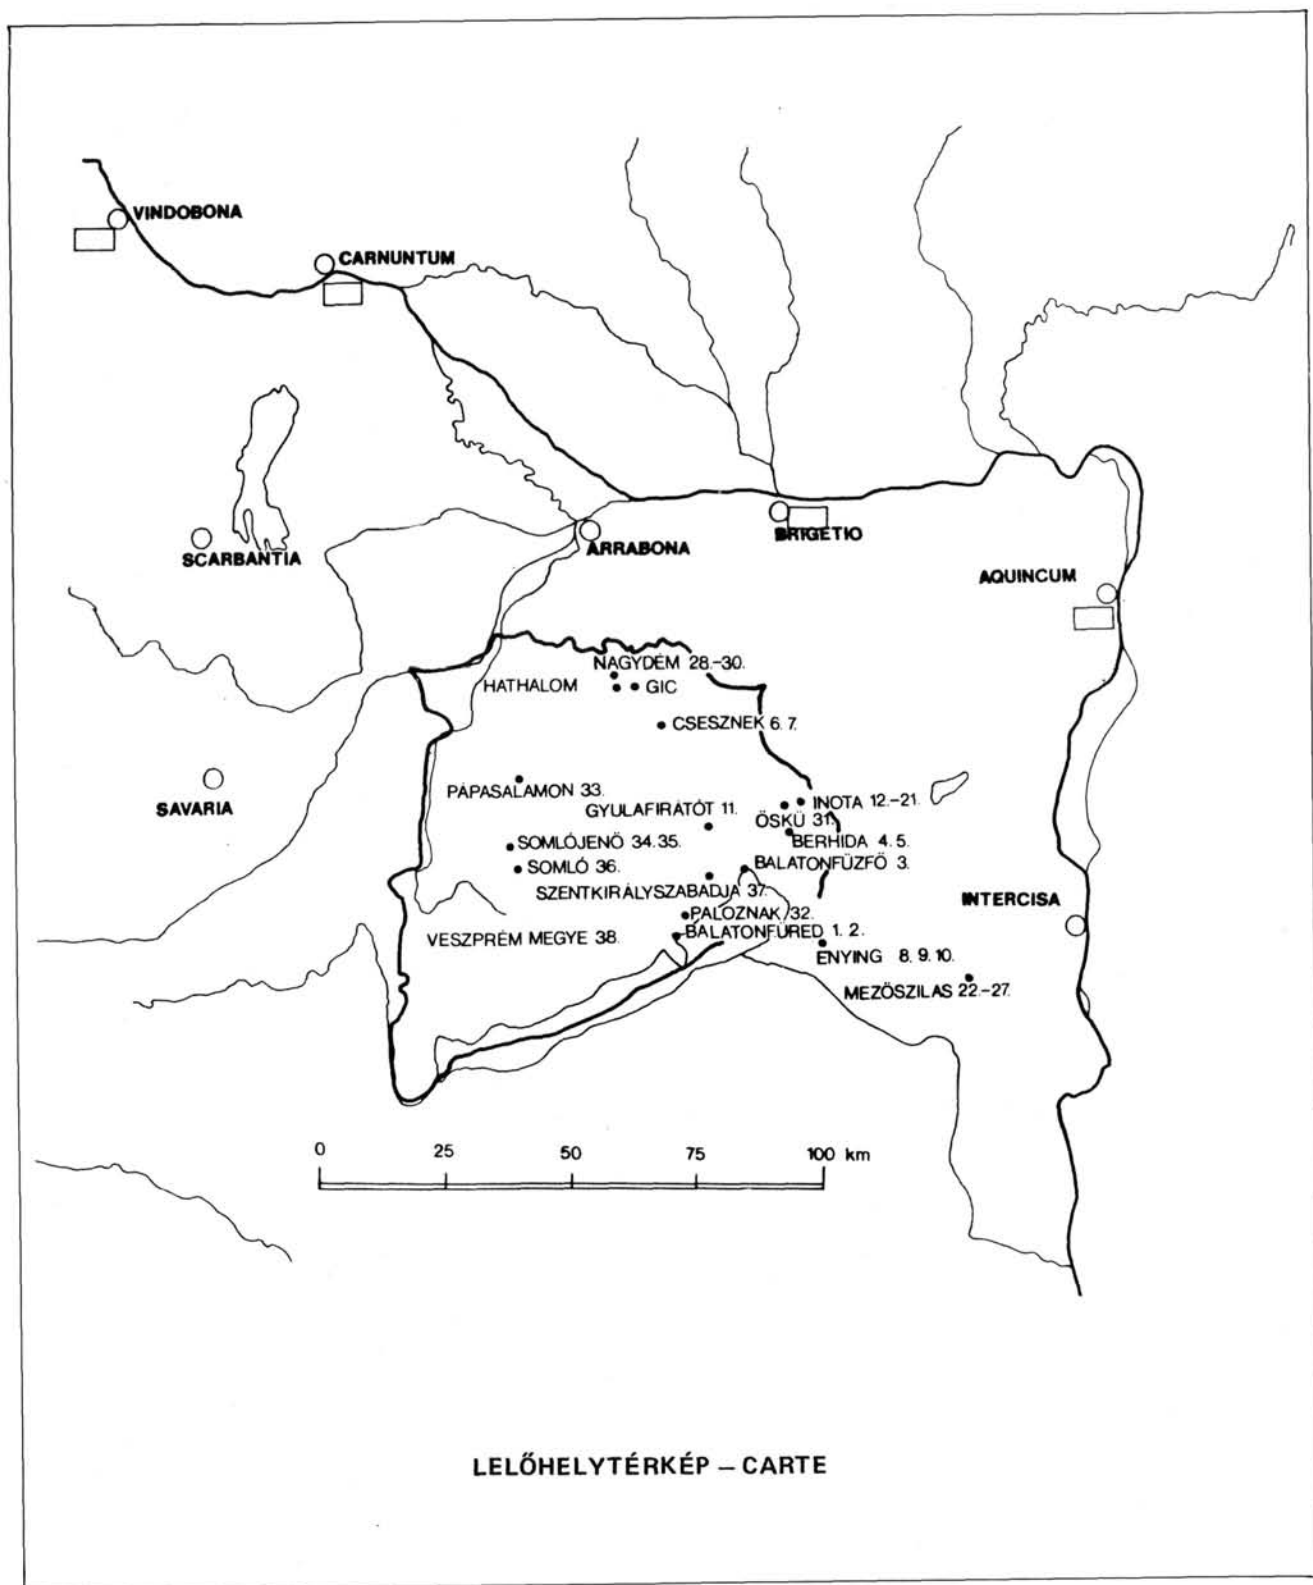 VINDOBONA
CARNUNTUM
SCARBANTIA
ARRABONA
BRIGETIO
AQUINCUM
NAGYDÉM 28.-30.
HATHALOM
GIC
CSESZNEK 6. 7.
SAVARIA
PÁPASALAMON 33.
GYULAFIRÁTÓT 11.
INOTA 12.-21.
ÖSKÜ 31.
BERHIDA 4. 5.
SOMLÓJENÖ 34. 35.
SOMLÓ 36.
BALATONFÜZFÖ 3.
SZENTKIRÁLYSZABADJA 37.
INTERCISA
PALOZNAK 32.
VESZPRÉM MEGYE 38.
BALATONFÜRED 1. 2.
ENYING 8. 9. 10.
MEZÖSZILAS 22.-27.
0 25 50 75 100 km
LELŐHELYTÉRKÉP – CARTE